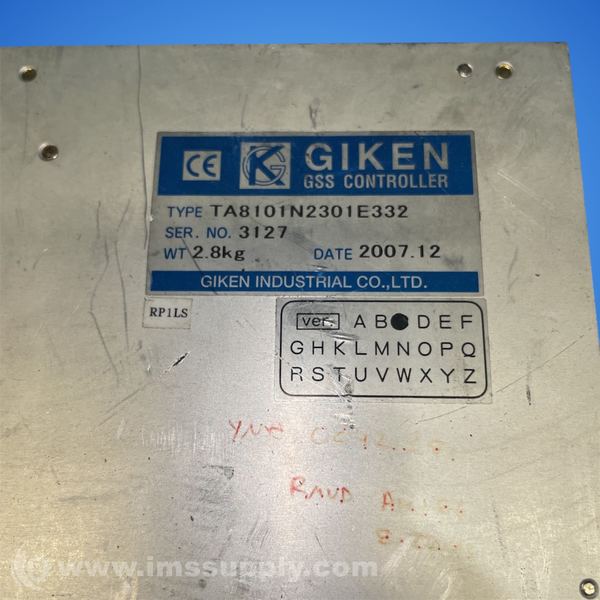 CE GK GIKEN
GSS CONTROLLER
TYPE TA8101N2301E332
SER. NO. 3127
WT 2.8kg DATE 2007.12
GIKEN INDUSTRIAL CO.,LTD.
RP1LS
ver. A B D E F
G H K L M N O P Q
R S T U V W X Y Z
www.imssupply.com